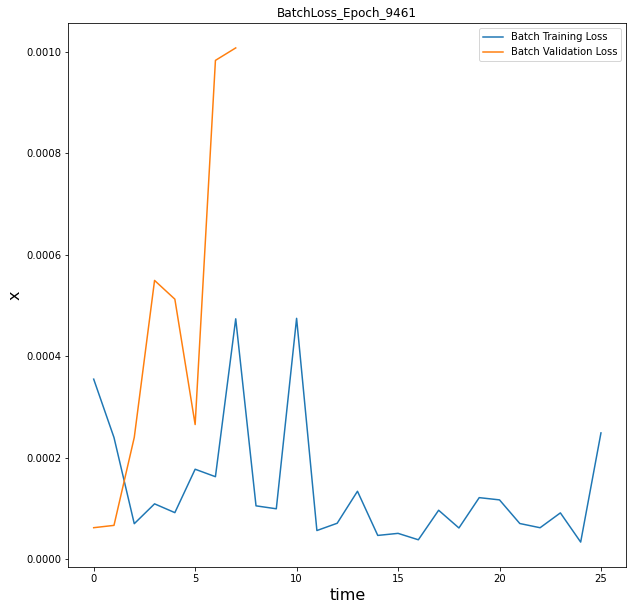 BatchLoss_Epoch_9461
Batch Training Loss
Batch Validation Loss
0.0010
0.0008
0.0006
0.0004
0.0002
0.0000
x
0 5 10 15 20 25
time